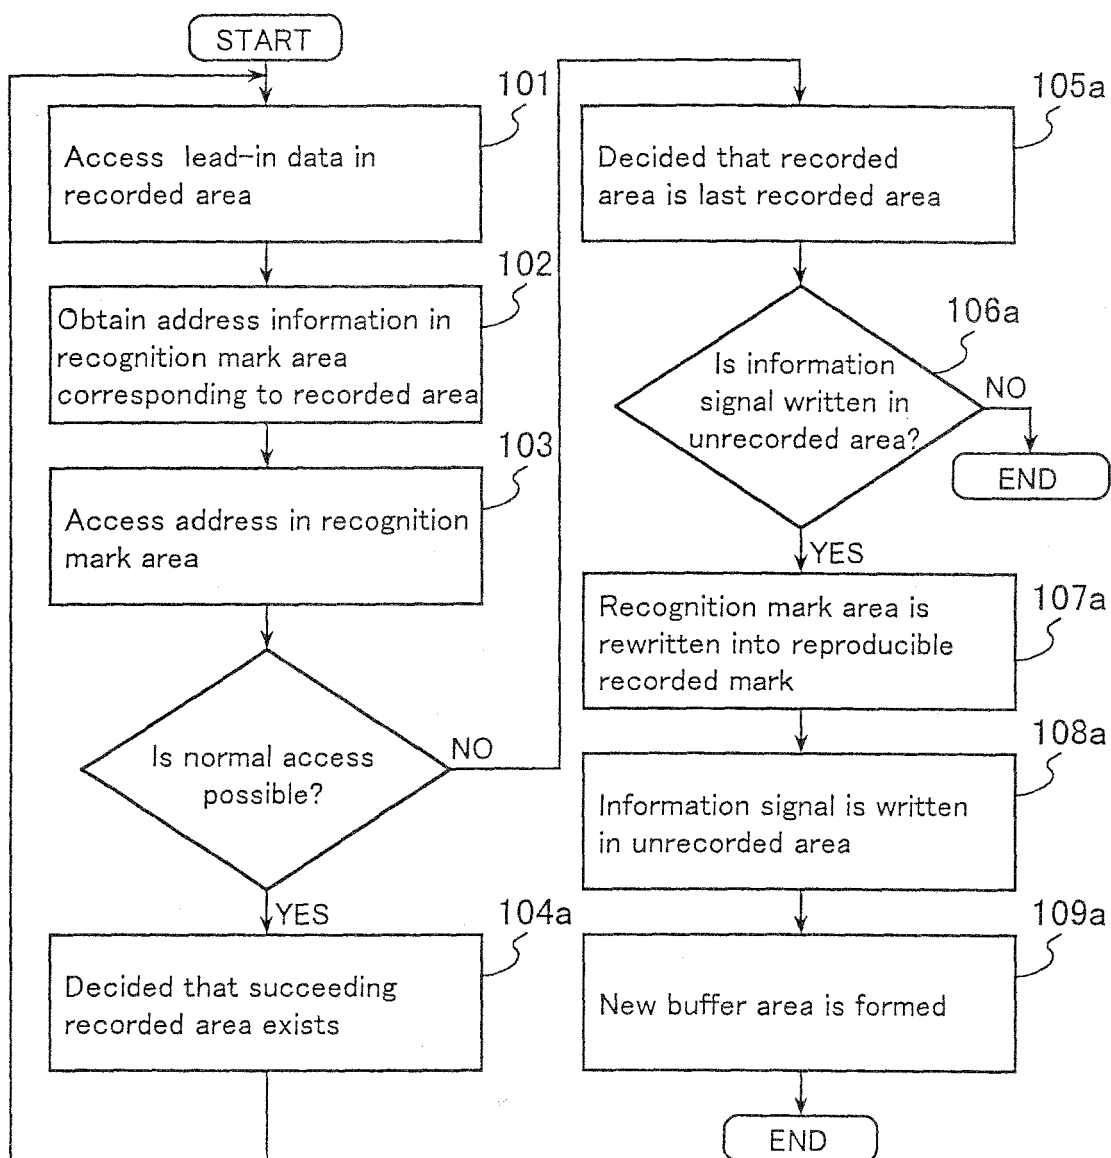 START
101
Access lead-in data in
recorded area
102
Obtain address information in
recognition mark area
corresponding to recorded area
103
Access address in recognition
mark area
Is normal access
possible?
NO
YES
104a
Decided that succeeding
recorded area exists
105a
Decided that recorded
area is last recorded area
106a
Is information
signal written in
unrecorded area?
NO
END
YES
107a
Recognition mark area is
rewritten into reproducible
recorded mark
108a
Information signal is written
in unrecorded area
109a
New buffer area is formed
END